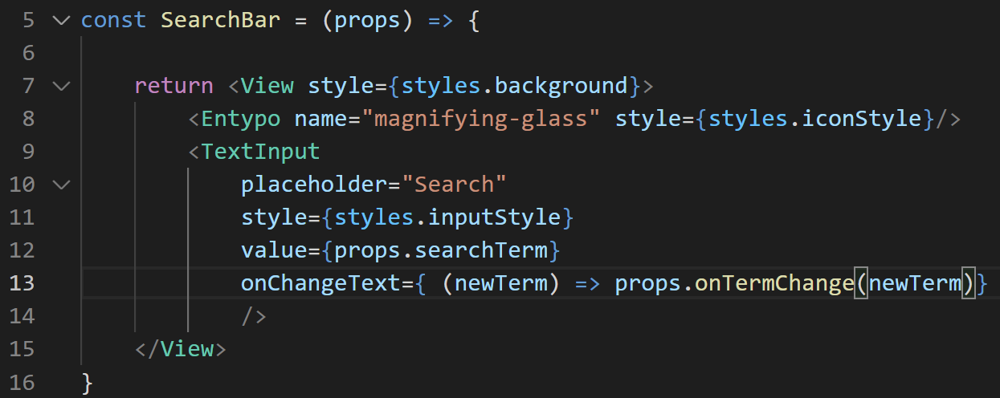 5 const SearchBar = (props) => {
6
7 return <View style={styles.background}>
8 <Entypo name="magnifying-glass" style={styles.iconStyle}/>
9 <TextInput
10 placeholder="Search"
11 style={styles.inputStyle}
12 value={props.searchTerm}
13 onChangeText={ (newTerm) => props.onTermChange(newTerm)}
14 />
15 </View>
16 }